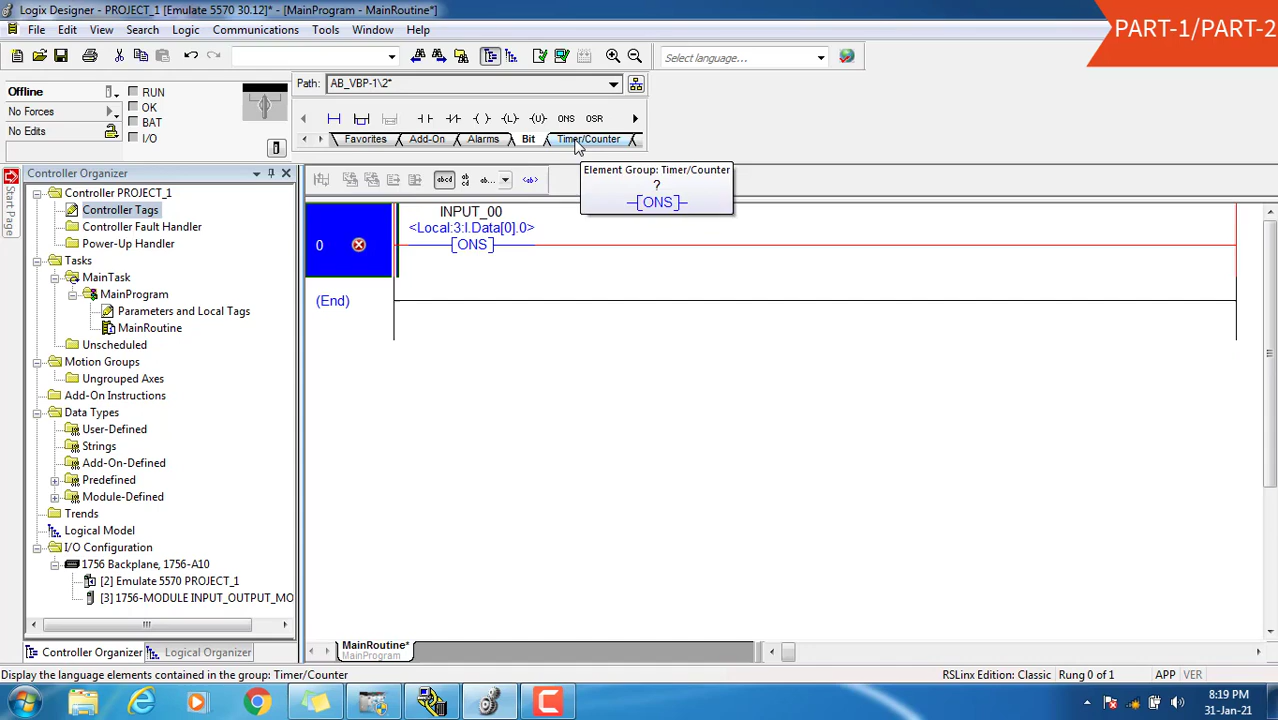 Logix Designer - PROJECT_1 [Emulate 5570 30.12]* - [MainProgram - MainRoutine*]
PART-1/PART-2
File Edit View Search Logic Communications Tools Window Help
Select language...
Offline
RUN
No Forces
OK
BAT
No Edits
I/O
Path: AB_VBP-1\2*
ONS OSR
Favorites Add-On Alarms Bit Timer/Counter
Element Group: Timer/Counter
?
[ONS]
Controller Organizer
abcd
ab cd
ab...
<ab>
Start Page
Controller PROJECT_1
Controller Tags
Controller Fault Handler
Power-Up Handler
Tasks
MainTask
MainProgram
Parameters and Local Tags
MainRoutine
Unscheduled
Motion Groups
Ungrouped Axes
Add-On Instructions
Data Types
User-Defined
Strings
Add-On-Defined
Predefined
Module-Defined
Trends
Logical Model
I/O Configuration
1756 Backplane, 1756-A10
[2] Emulate 5570 PROJECT_1
[3] 1756-MODULE INPUT_OUTPUT_MO
INPUT_00
<Local:3:I.Data[0].0>
0
[ONS]
(End)
Controller Organizer
Logical Organizer
MainRoutine*
MainProgram
Display the language elements contained in the group: Timer/Counter
RSLinx Edition: Classic
Rung 0 of 1
APP VER
8:19 PM
31-Jan-21